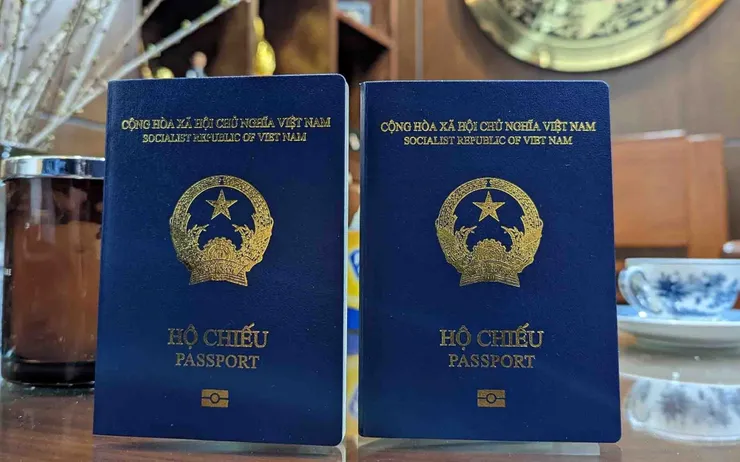 CỘNG HÒA XÃ HỘI CHỦ NGHĨA VIỆT NAM
SOCIALIST REPUBLIC OF VIET NAM
HỘ CHIẾU
PASSPORT
CỘNG HÒA XÃ HỘI CHỦ NGHĨA VIỆT NAM
SOCIALIST REPUBLIC OF VIET NAM
HỘ CHIẾU
PASSPORT